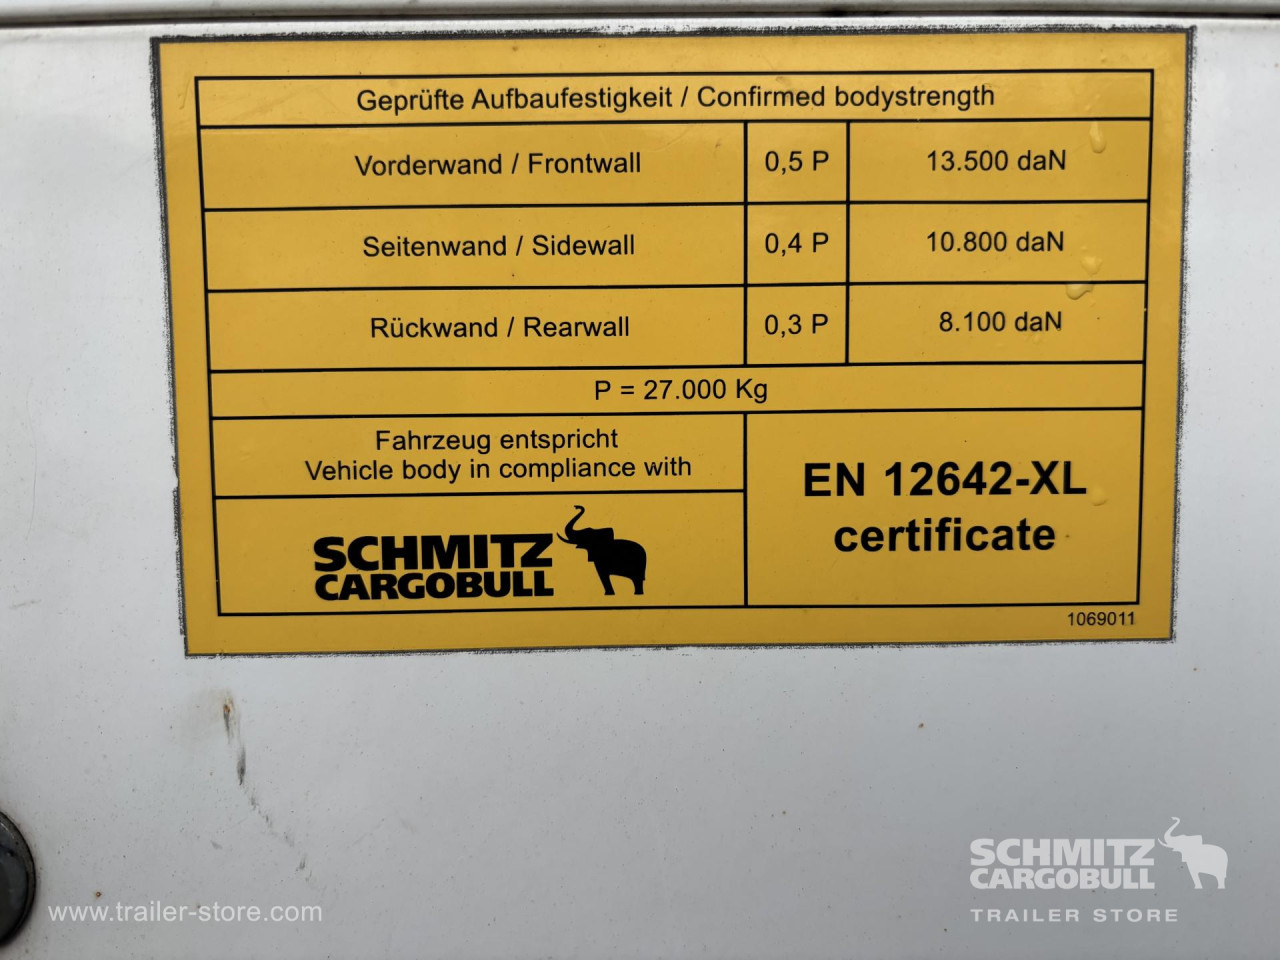 Geprüfte Aufbaufestigkeit / Confirmed bodystrength
Vorderwand / Frontwall 0,5 P 13.500 daN
Seitenwand / Sidewall 0,4 P 10.800 daN
Rückwand / Rearwall 0,3 P 8.100 daN
P = 27.000 Kg
Fahrzeug entspricht
Vehicle body in compliance with
EN 12642-XL
certificate
SCHMITZ
CARGOBULL
1069011
www.trailer-store.com
SCHMITZ
CARGOBULL
TRAILER STORE